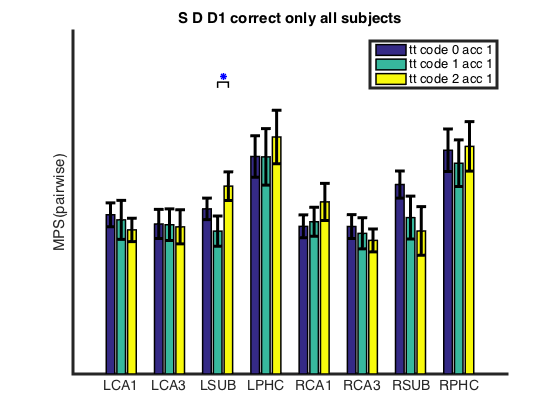 S D D1 correct only all subjects
tt code 0 acc 1
tt code 1 acc 1
tt code 2 acc 1
MPS(pairwise)
*
LCA1 LCA3 LSUB LPHC RCA1 RCA3 RSUB RPHC